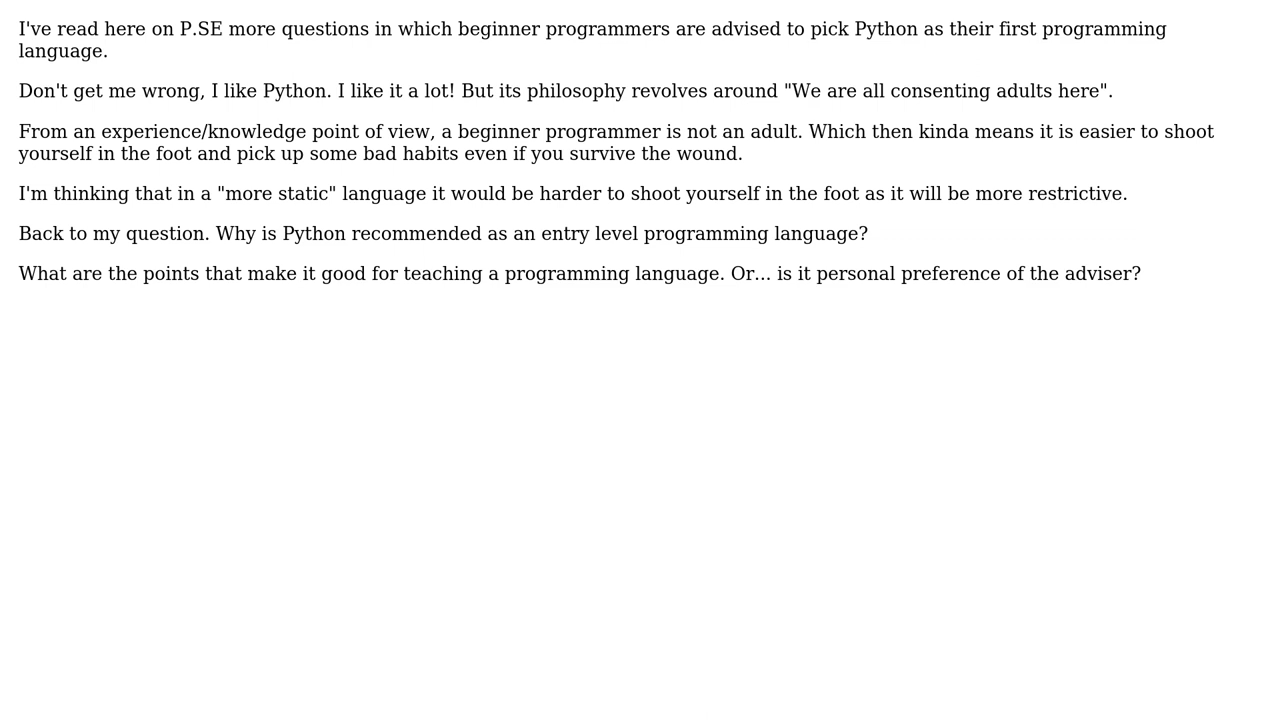 I've read here on P.SE more questions in which beginner programmers are advised to pick Python as their first programming
language.
Don't get me wrong, I like Python. I like it a lot! But its philosophy revolves around "We are all consenting adults here".
From an experience/knowledge point of view, a beginner programmer is not an adult. Which then kinda means it is easier to shoot
yourself in the foot and pick up some bad habits even if you survive the wound.
I'm thinking that in a "more static" language it would be harder to shoot yourself in the foot as it will be more restrictive.
Back to my question. Why is Python recommended as an entry level programming language?
What are the points that make it good for teaching a programming language. Or... is it personal preference of the adviser?